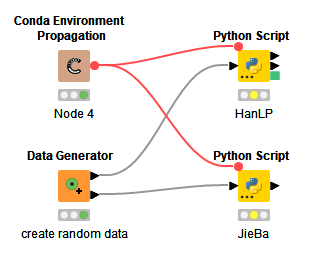 Conda Environment
Propagation
Python Script
Node 4
HanLP
Data Generator
Python Script
create random data
JieBa